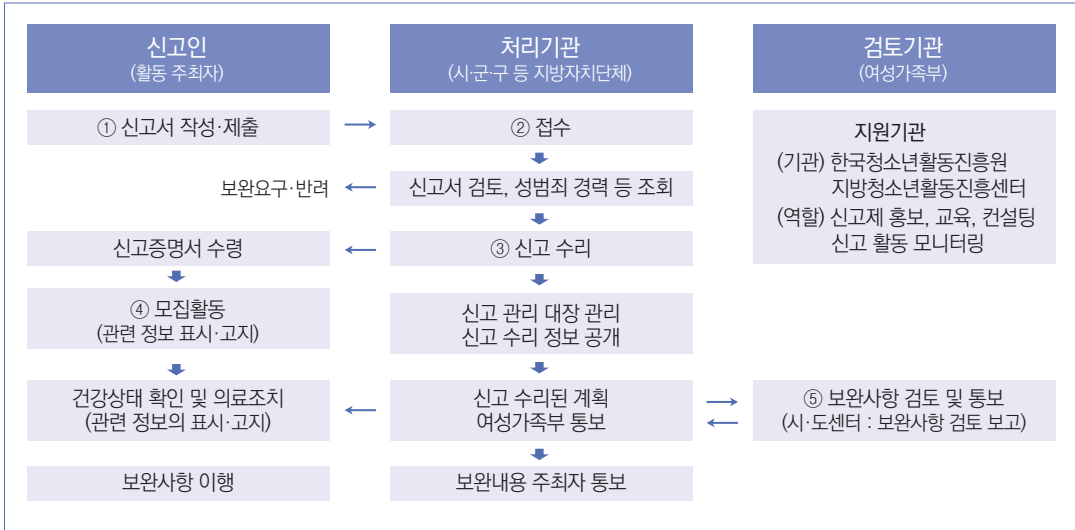 신고인
(활동 주최자)
처리기관
(시·군·구 등 지방자치단체)
검토기관
(여성가족부)
① 신고서 작성·제출
② 접수
지원기관
(기관) 한국청소년활동진흥원
지방청소년활동진흥센터
(역할) 신고제 홍보, 교육, 컨설팅
신고 활동 모니터링
보완요구·반려
신고서 검토, 성범죄 경력 등 조회
신고증명서 수령
③ 신고 수리
④ 모집활동
(관련 정보 표시·고지)
신고 관리 대장 관리
신고 수리 정보 공개
건강상태 확인 및 의료조치
(관련 정보의 표시·고지)
신고 수리된 계획
여성가족부 통보
⑤ 보완사항 검토 및 통보
(시·도센터 : 보완사항 검토 보고)
보완사항 이행
보완내용 주최자 통보